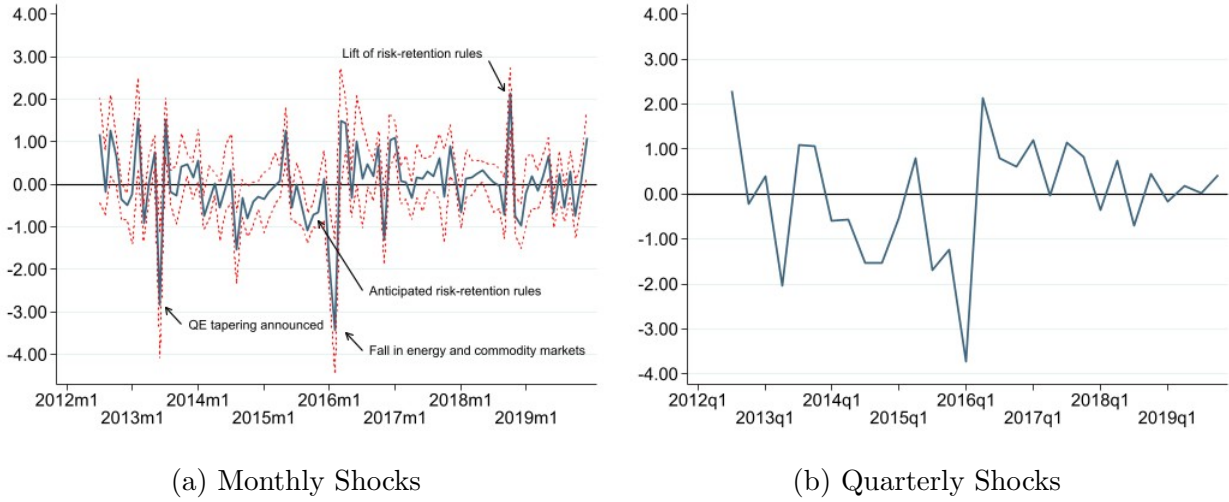 4.00
3.00
2.00
1.00
0.00
-1.00
-2.00
-3.00
-4.00
Lift of risk-retention rules
Anticipated risk-retention rules
QE tapering announced
Fall in energy and commodity markets
2012m1 2014m1 2016m1 2018m1
2013m1 2015m1 2017m1 2019m1
(a) Monthly Shocks
4.00
3.00
2.00
1.00
0.00
-1.00
-2.00
-3.00
-4.00
2012q1 2014q1 2016q1 2018q1
2013q1 2015q1 2017q1 2019q1
(b) Quarterly Shocks